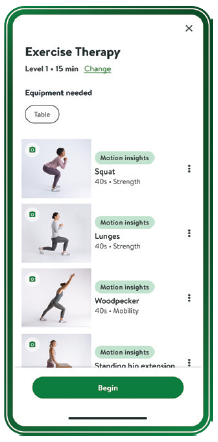 Exercise Therapy
Level 1 • 15 min Change
Equipment needed
Table
Motion insights
Squat
40s • Strength
Motion insights
Lunges
40s • Strength
Motion insights
Woodpecker
40s • Mobility
Motion insights
Standing hip extension
Begin